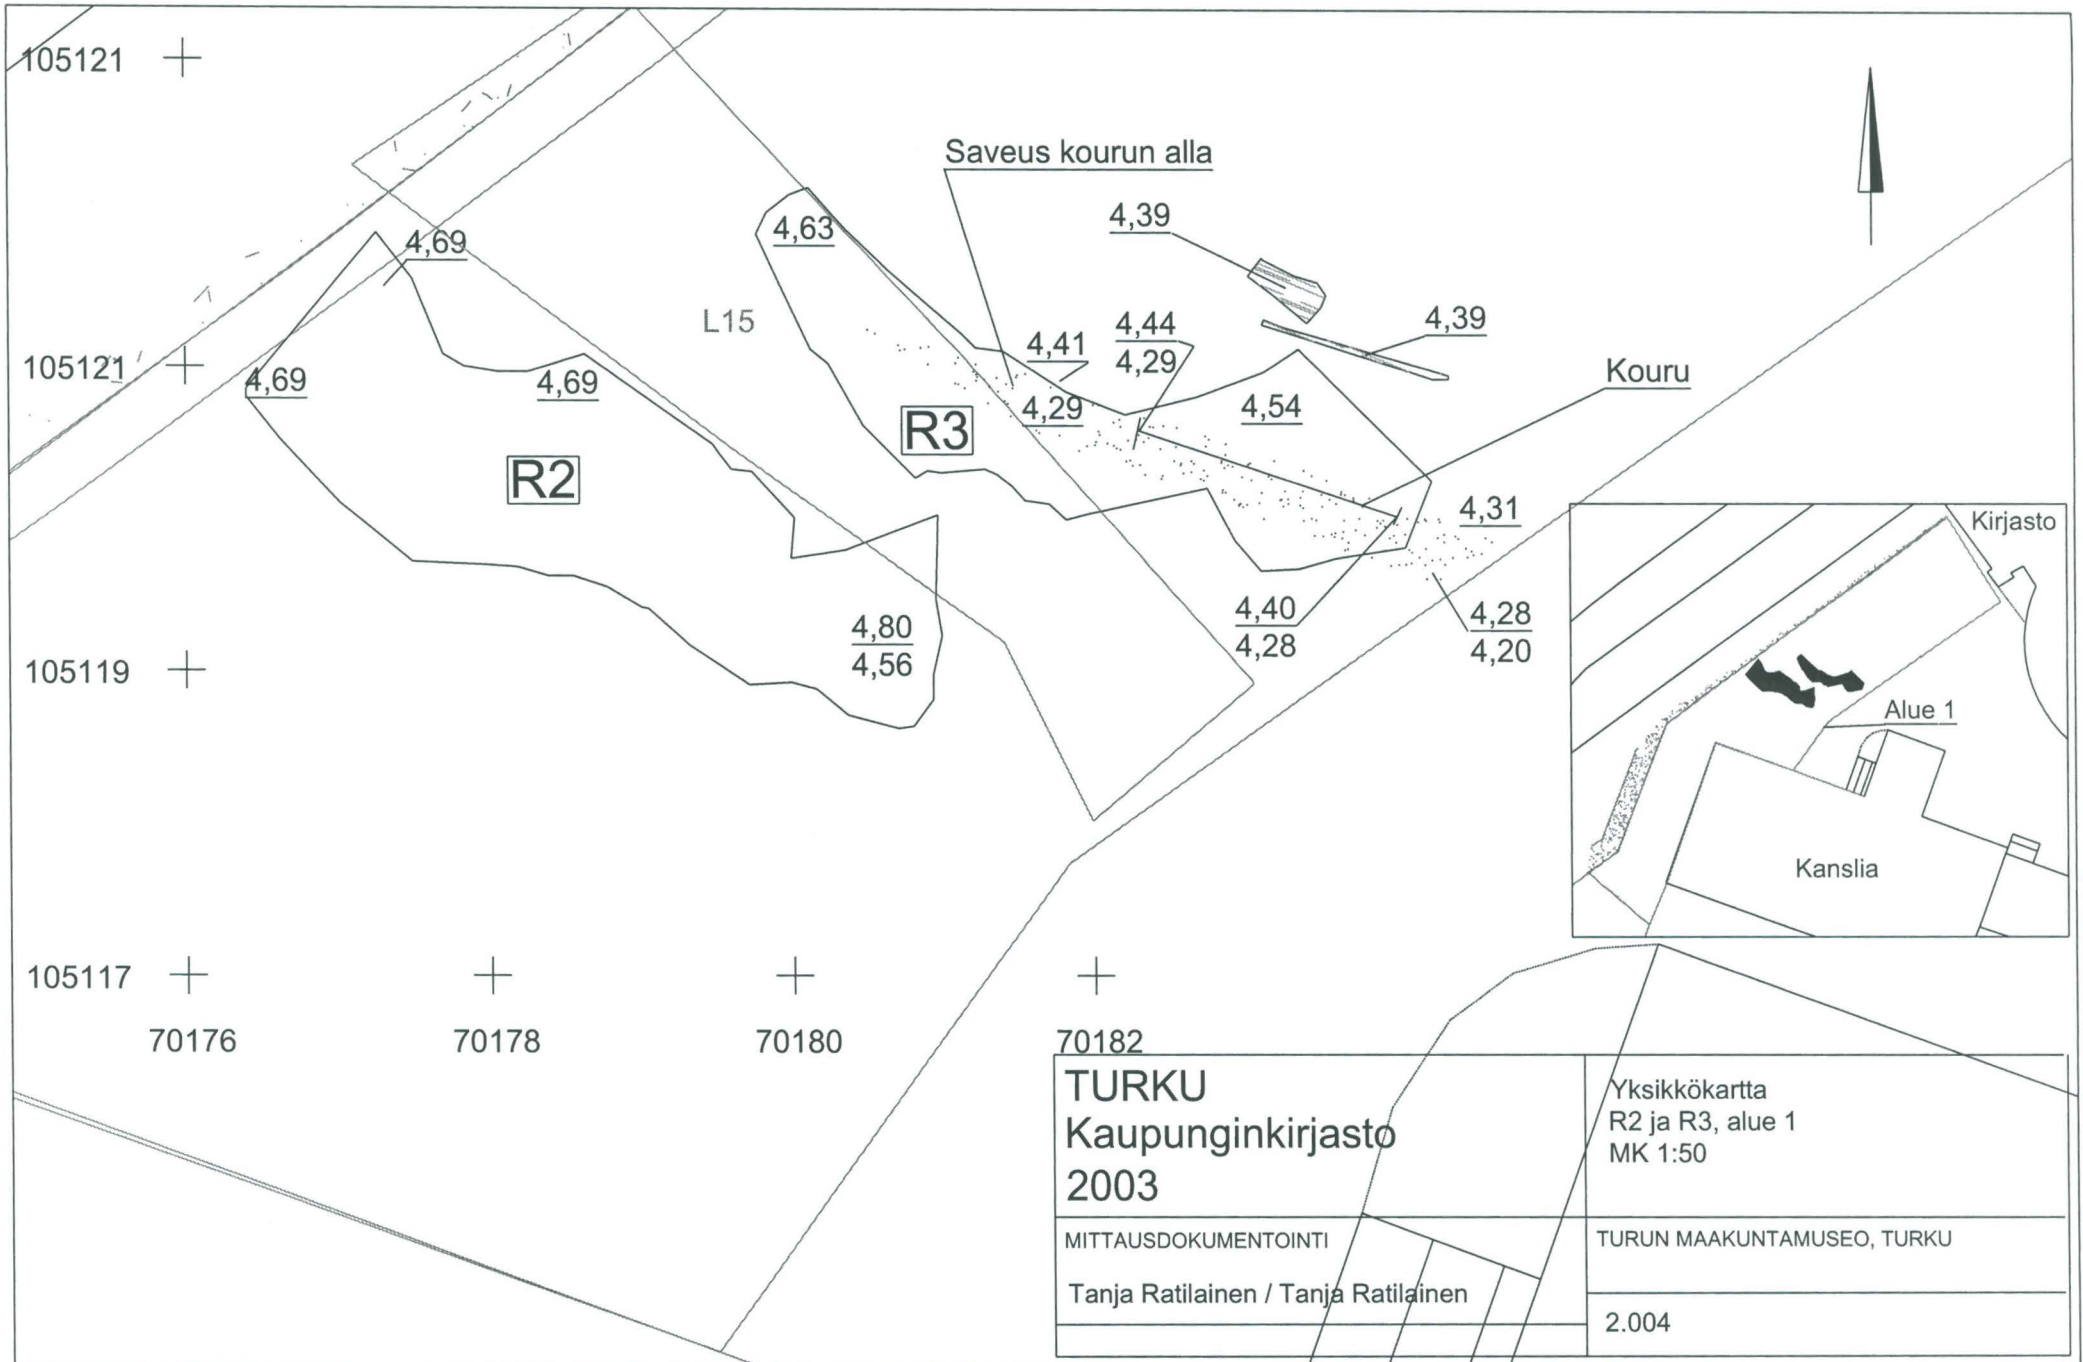 105121
Saveus kourun alla
4,63
4,39
4,69
L15
4,39
4,44
4,29
4,41
105121
4,69
4,69
Kouru
4,29
4,54
R3
R2
4,31
Kirjasto
4,40
4,28
4,28
4,20
4,80
4,56
105119
Alue 1
Kanslia
105117
70176
70178
70180
70182
TURKU
Kaupunginkirjasto
2003
Yksikkökartta
R2 ja R3, alue 1
MK 1:50
MITTAUSDOKUMENTOINTI
TURUN MAAKUNTAMUSEO, TURKU
Tanja Ratilainen / Tanja Ratilainen
2.004